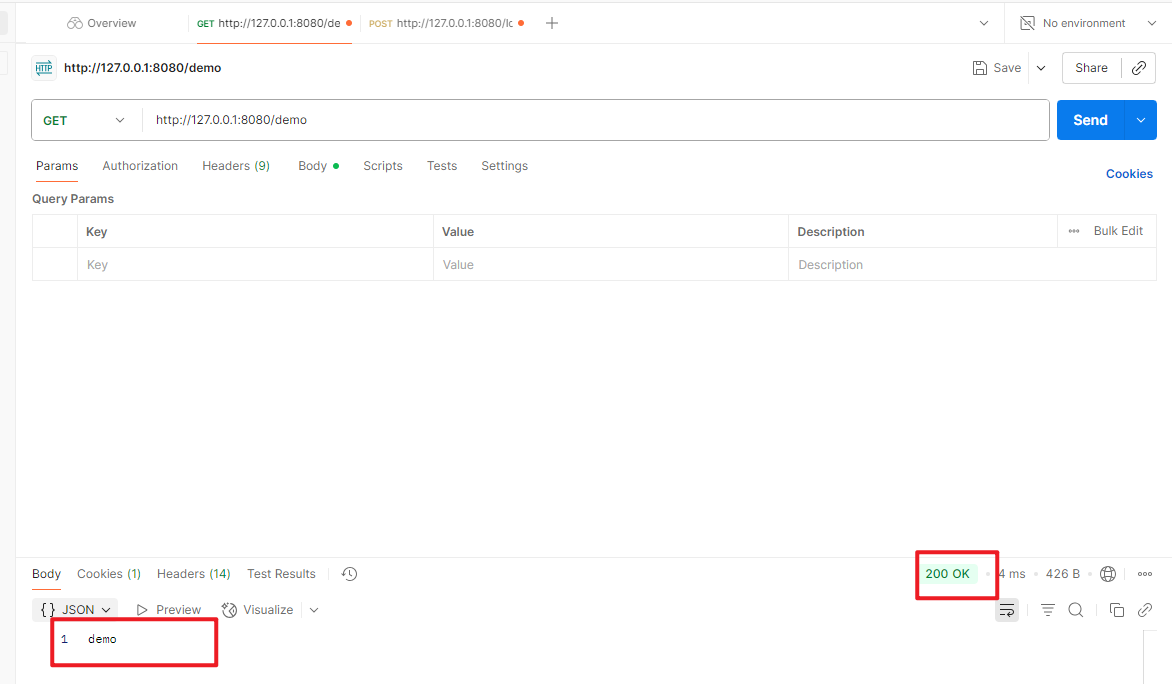 Overview GET http://127.0.0.1:8080/de POST http://127.0.0.1:8080/lc No environment
HTTP http://127.0.0.1:8080/demo Save Share
GET http://127.0.0.1:8080/demo Send
Params Authorization Headers (9) Body Scripts Tests Settings Cookies
Query Params
Key Value Description Bulk Edit
Key Value Description
Body Cookies (1) Headers (14) Test Results 200 OK 4 ms 426 B
{} JSON Preview Visualize
1 demo